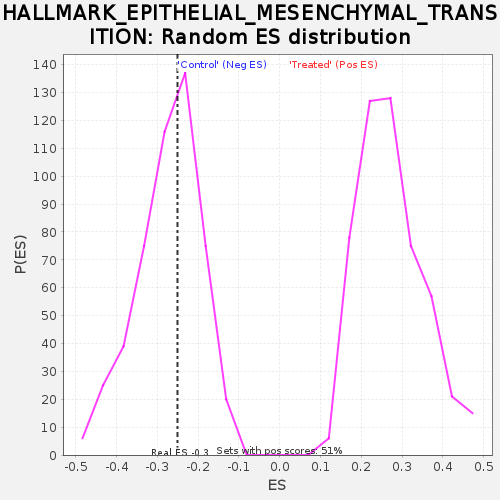 HALLMARK_EPITHELIAL_MESENCHYMAL_TRANS
ITION: Random ES distribution
'Control' (Neg ES)
'Treated' (Pos ES)
140
130
120
110
100
90
80
70
60
50
40
30
20
10
0
P(ES)
Real ES -0.3
Sets with pos scores: 51%
-0.5 -0.4 -0.3 -0.2 -0.1 0.0 0.1 0.2 0.3 0.4 0.5
ES